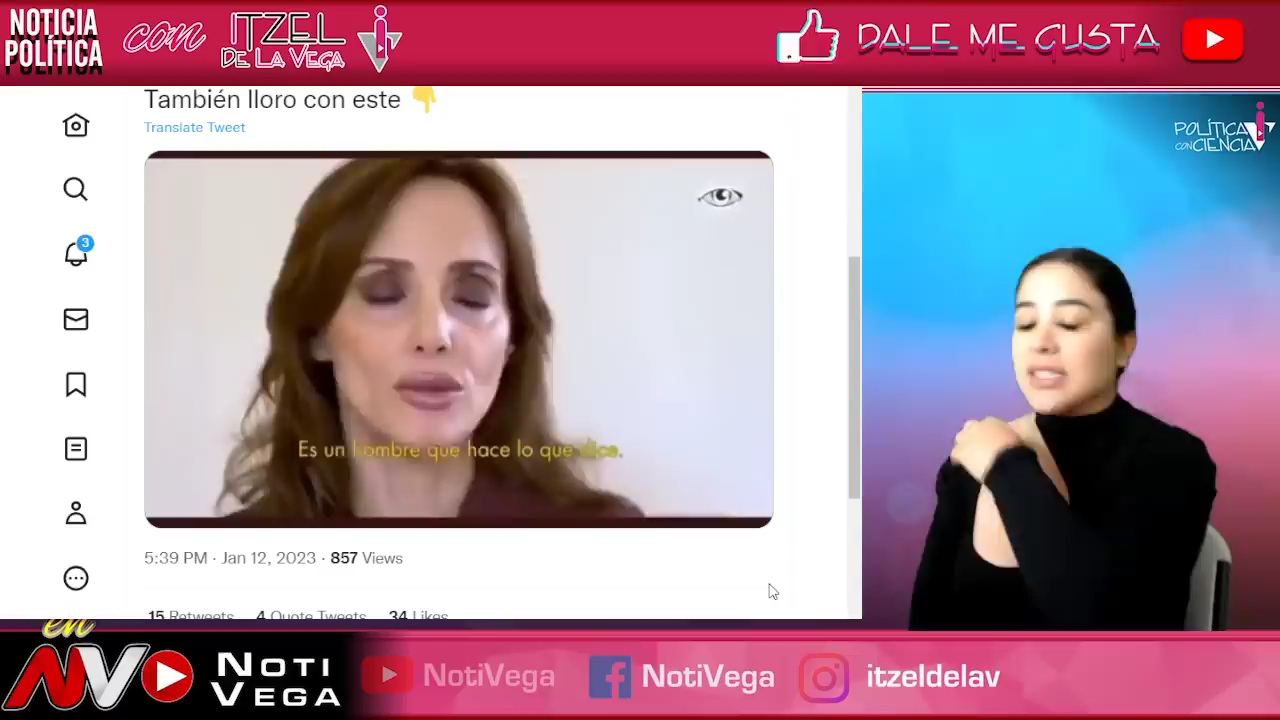 NOTICIA
POLÍTICA
con
ITZEL
DE LA VEGA
DALE ME GUSTA
También lloro con este
Translate Tweet
3
Es un hombre que hace lo que dice.
5:39 PM · Jan 12, 2023 · 857 Views
15 Retweets 4 Quote Tweets 34 Likes
POLÍTICA
CON CIENCIA
en
NV
NOTI
VEGA
NotiVega
NotiVega
itzeldelav